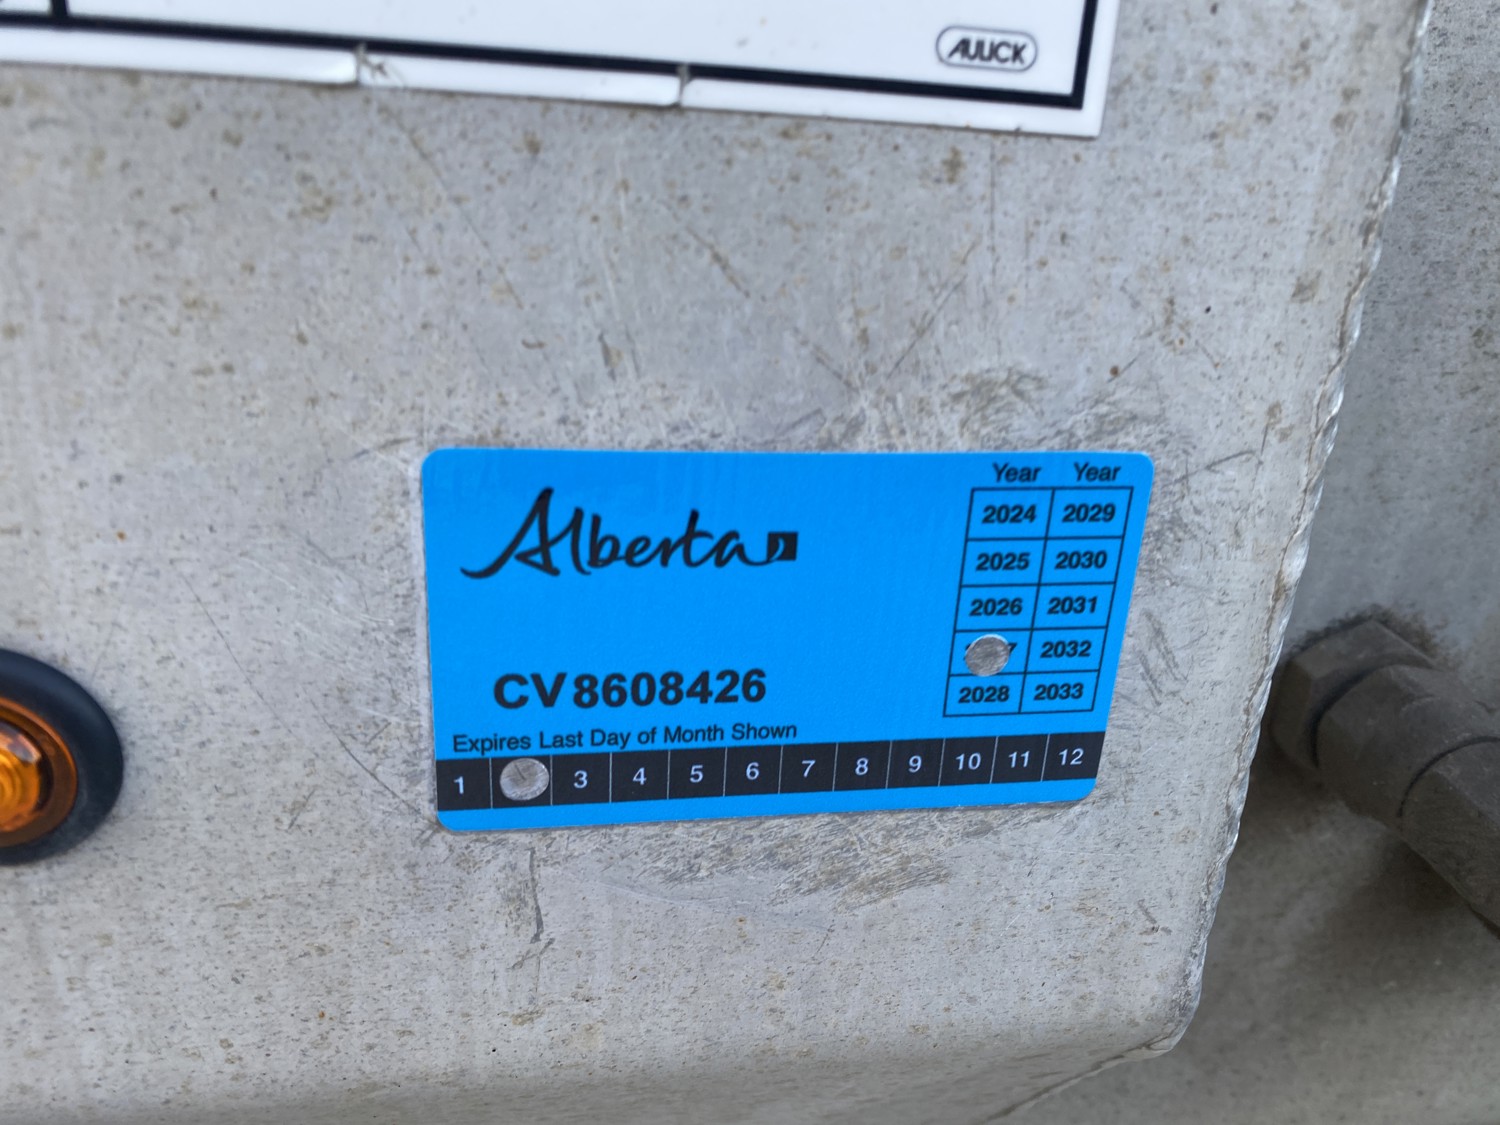 AULICK
Alberta
Year Year
2024 2029
2025 2030
2026 2031
2032
2028 2033
CV8608426
Expires Last Day of Month Shown
1 3 4 5 6 7 8 9 10 11 12